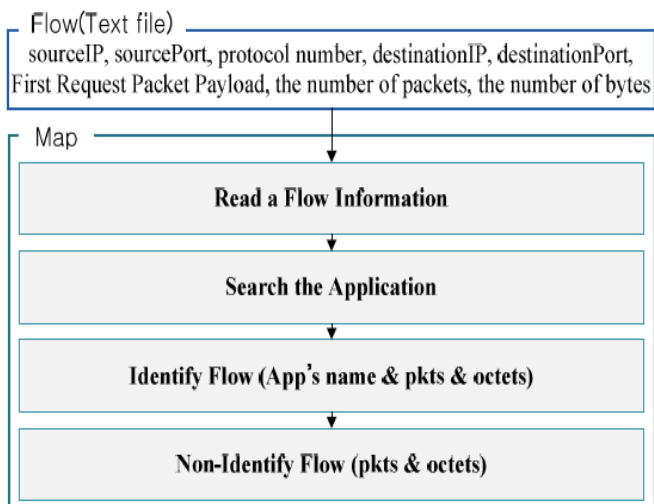 Flow(Text file)
sourceIP, sourcePort, protocol number, destinationIP, destinationPort,
First Request Packet Payload, the number of packets, the number of bytes
Map
Read a Flow Information
Search the Application
Identify Flow (App's name & pkts & octets)
Non-Identify Flow (pkts & octets)